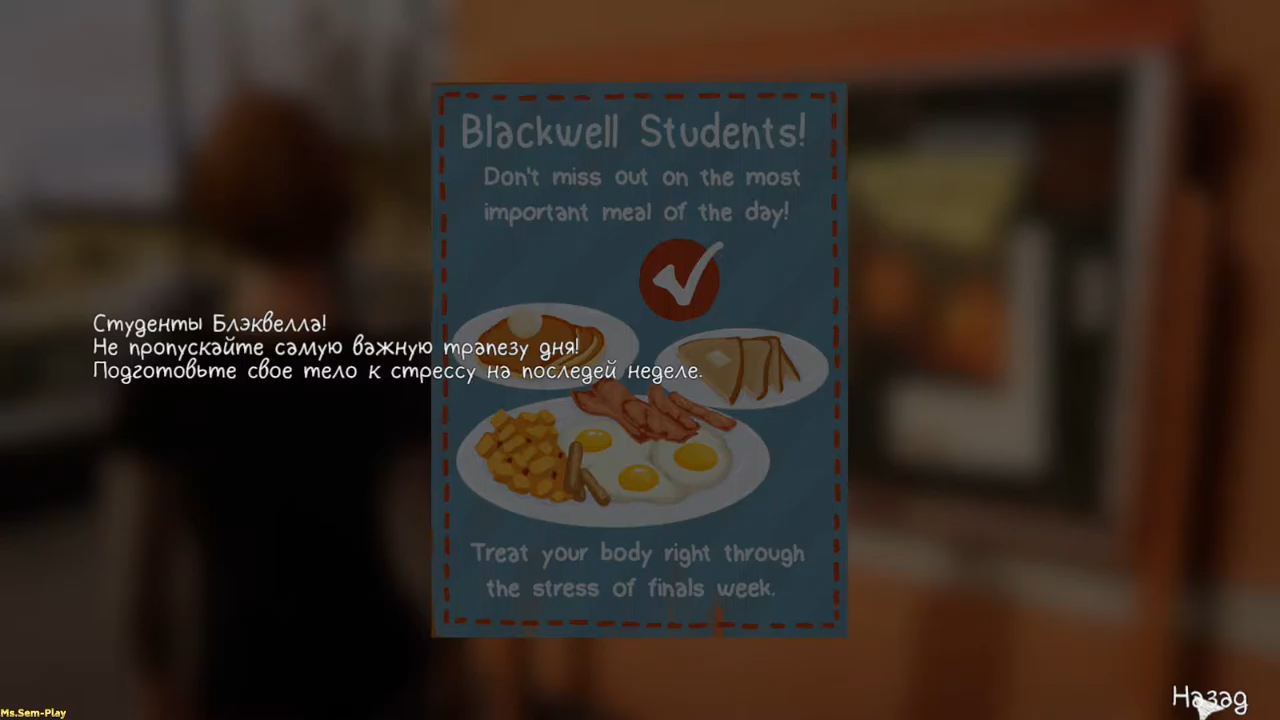 Blackwell Students!
Don't miss out on the most
important meal of the day!
Студенты Блэквелла!
Не пропускайте самую важную трапезу дня!
Подготовьте свое тело к стрессу на последей неделе.
Treat your body right through
the stress of finals week.
Назад
Ms.Sem-Play